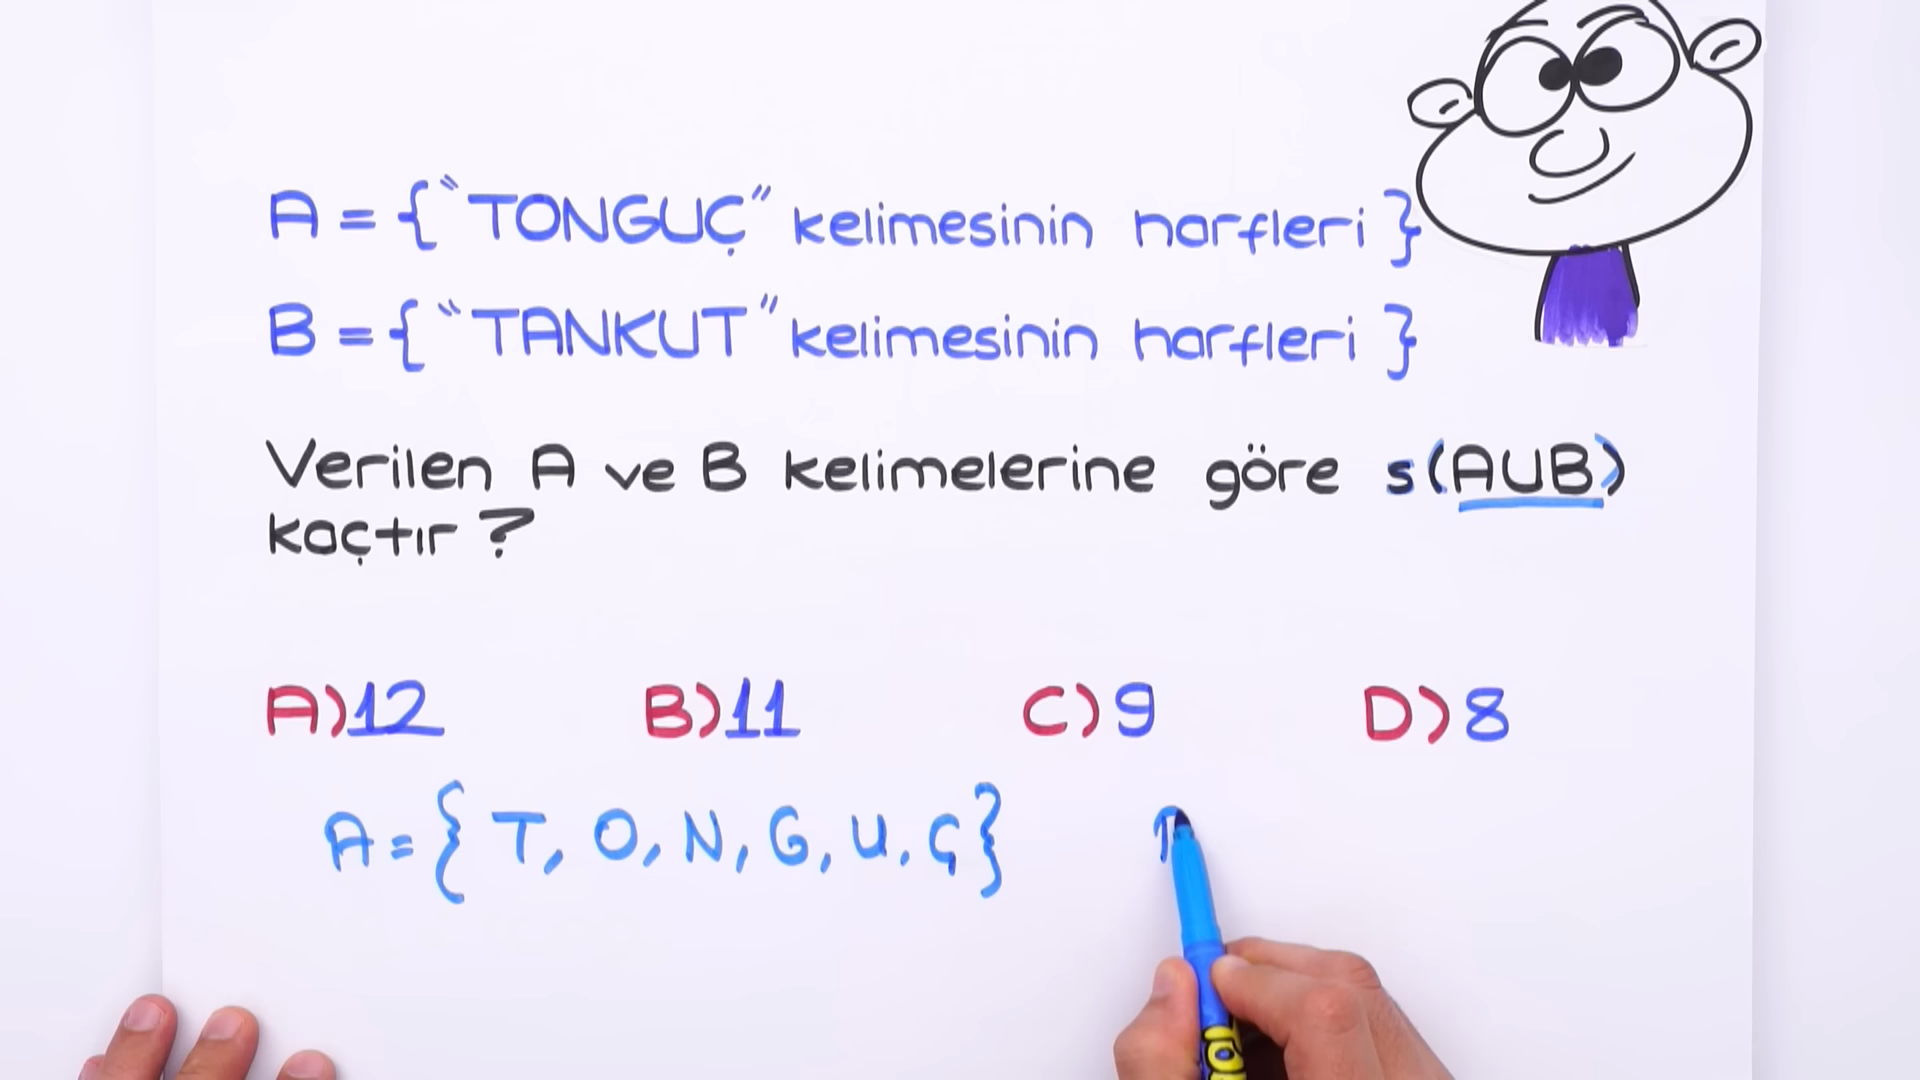 A = { "TONGUÇ" kelimesinin harfleri }
B = { "TANKUT" kelimesinin harfleri }
Verilen A ve B kelimelerine göre s(AUB)
kaçtır ?
A) 12 B) 11 C) 9 D) 8
A = { T, O, N, G, U, Ç }